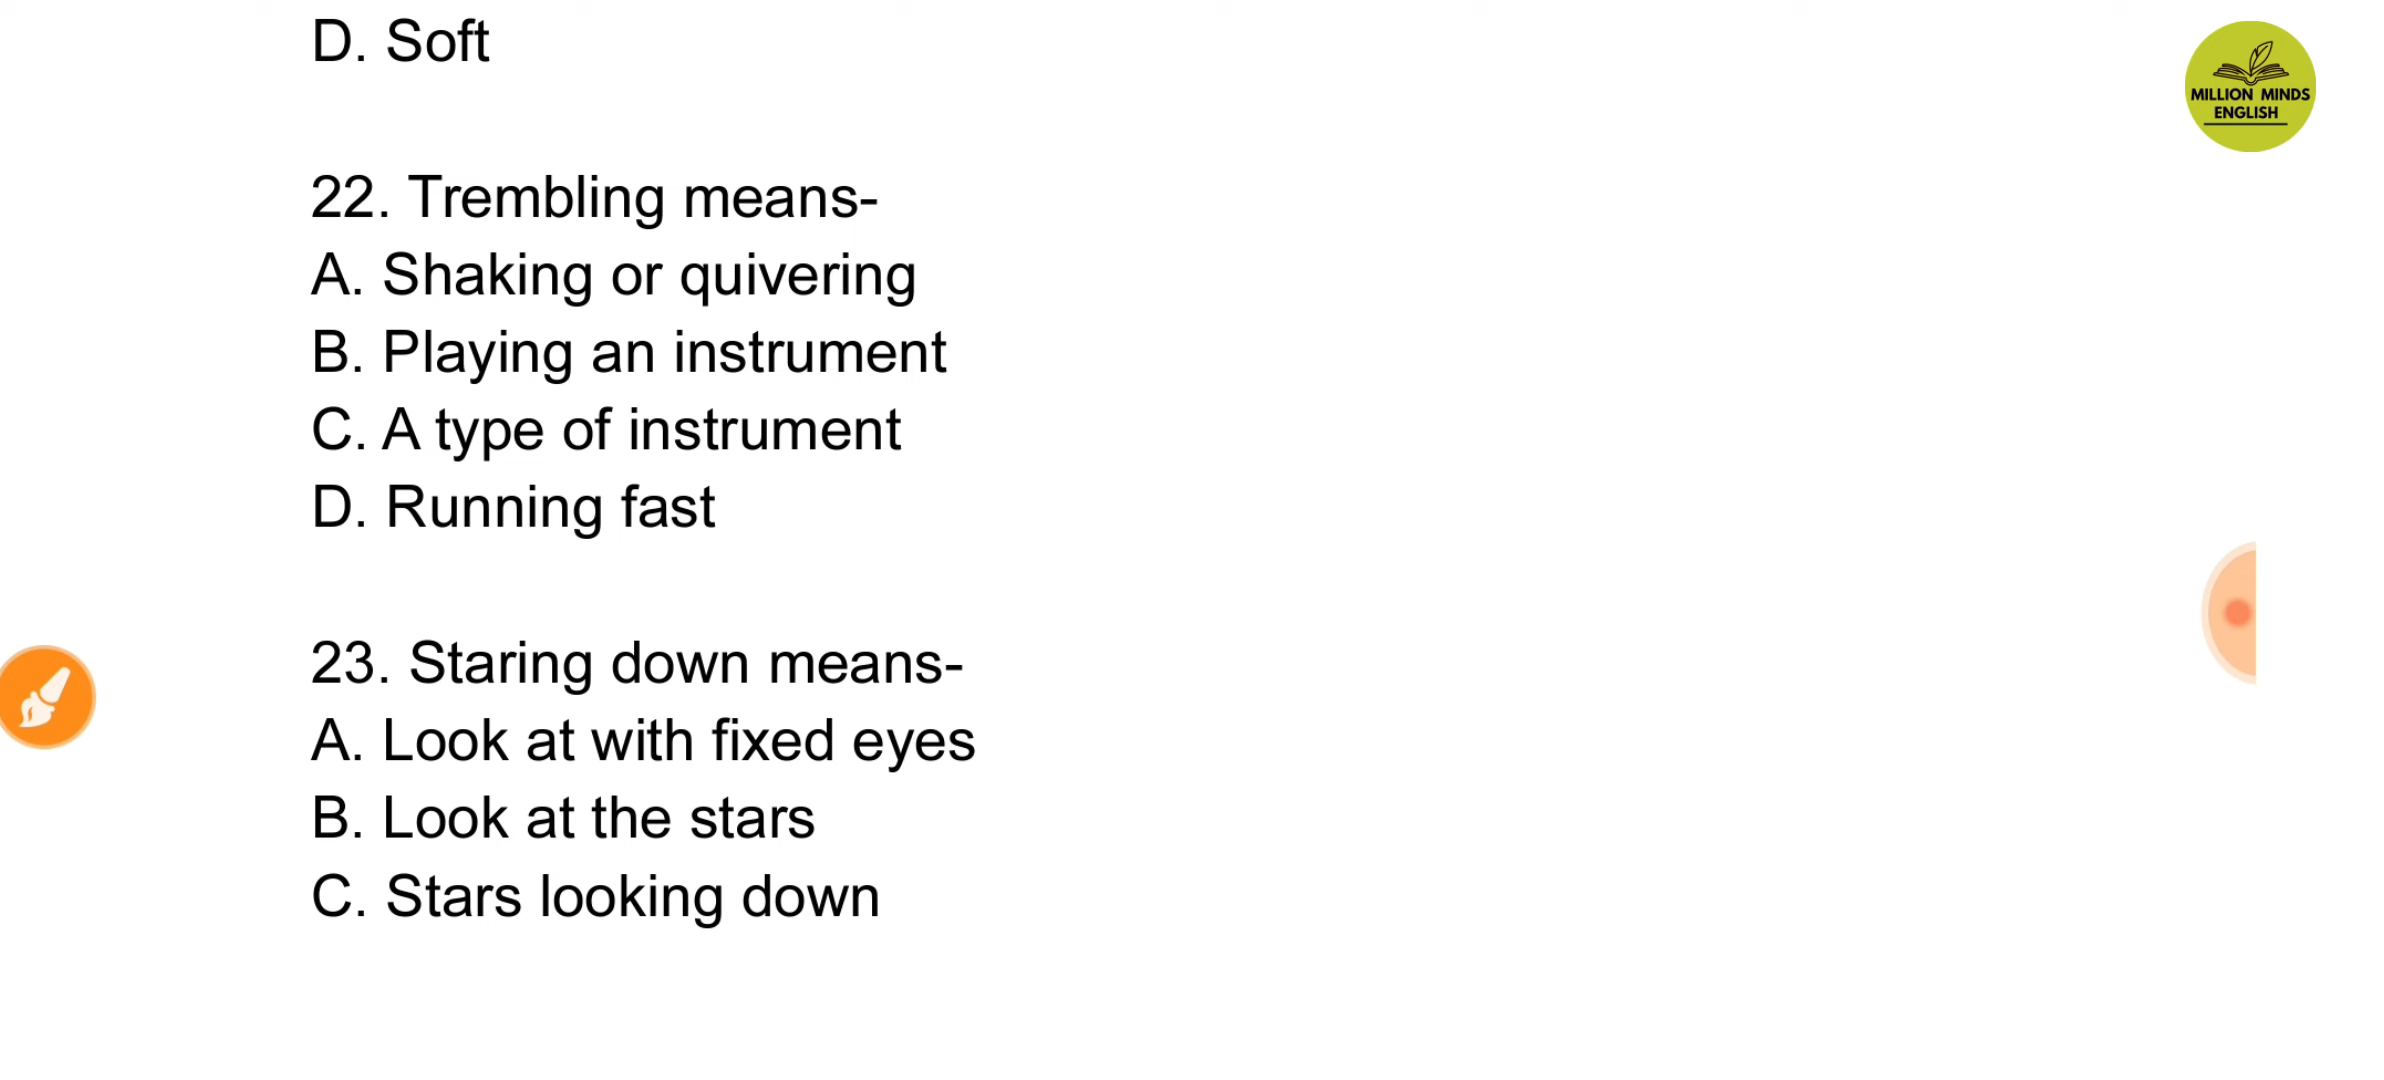 D. Soft
MILLION MINDS
ENGLISH
22. Trembling means-
A. Shaking or quivering
B. Playing an instrument
C. A type of instrument
D. Running fast
23. Staring down means-
A. Look at with fixed eyes
B. Look at the stars
C. Stars looking down